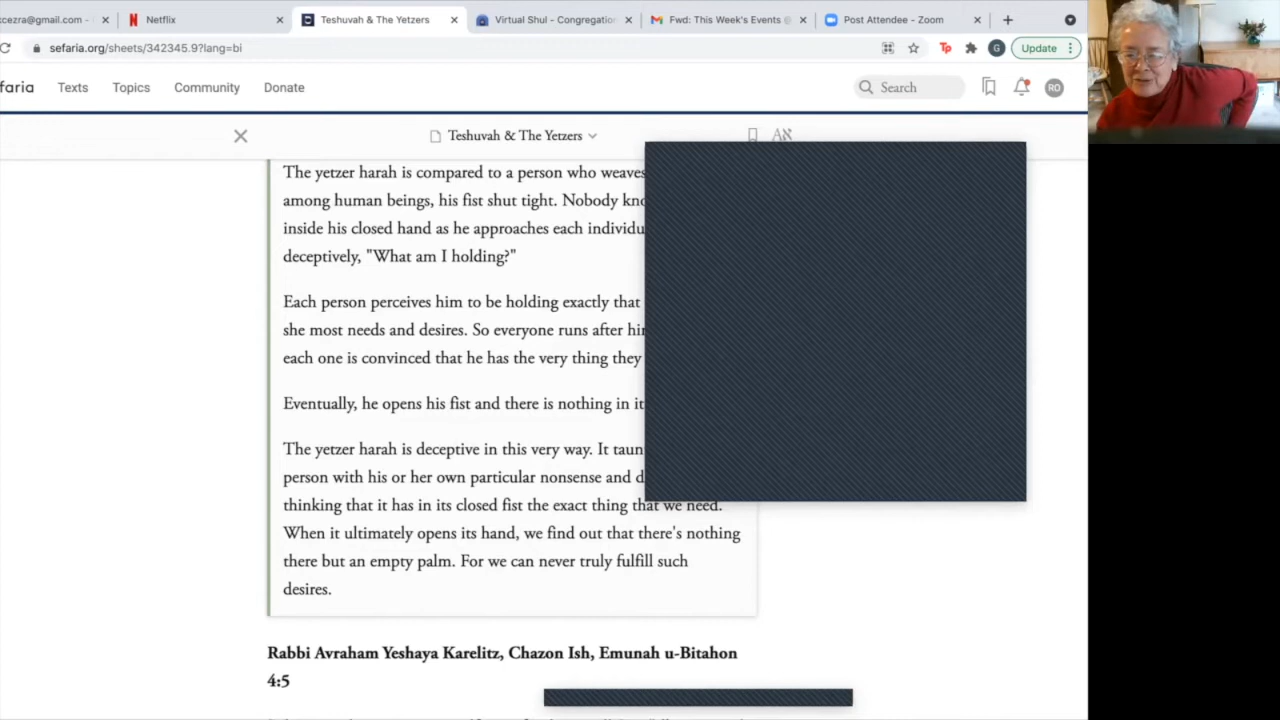 cezra@gmail.com -
Netflix
Teshuvah & The Yetzers
Virtual Shul - Congregation
Fwd: This Week's Events @
Post Attendee - Zoom
sefaria.org/sheets/342345.9?lang=bi
Tp
G
Update
faria
Texts
Topics
Community
Donate
Search
RD
Teshuvah & The Yetzers
Aא
The yetzer harah is compared to a person who weaves
among human beings, his fist shut tight. Nobody
inside his closed hand as he approaches each
deceptively, "What am I holding?"
Each person perceives him to be holding exactly that
she most needs and desires. So everyone runs after
each one is convinced that he has the very thing they
Eventually, he opens his fist and there is nothing in
The yetzer harah is deceptive in this very way. It
person with his or her own particular nonsense and
thinking that it has in its closed fist the exact thing that we need.
When it ultimately opens its hand, we find out that there's nothing
there but an empty palm. For we can never truly fulfill such
desires.
Rabbi Avraham Yeshaya Karelitz, Chazon Ish, Emunah u-Bitahon
4:5